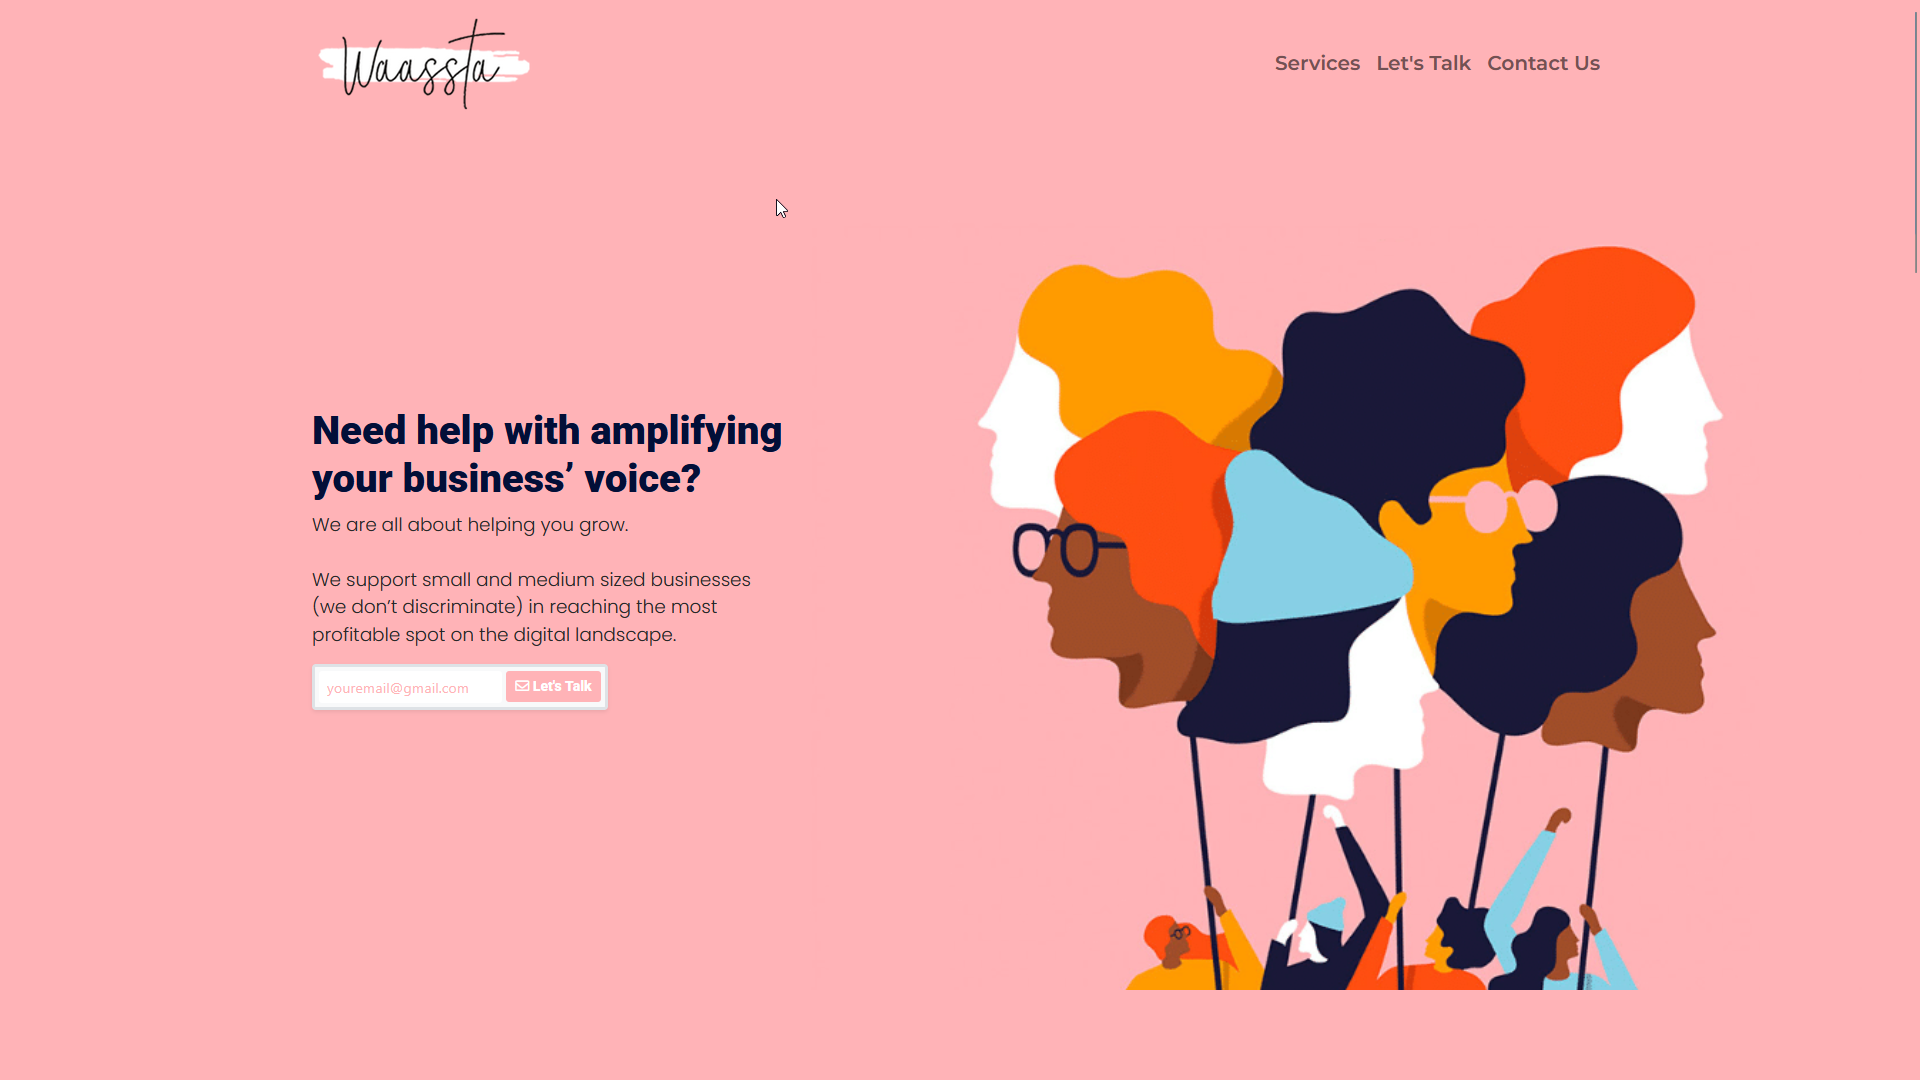 Waassta
Services Let's Talk Contact Us
Need help with amplifying
your business’ voice?
We are all about helping you grow.
We support small and medium sized businesses
(we don’t discriminate) in reaching the most
profitable spot on the digital landscape.
youremail@gmail.com Let's Talk